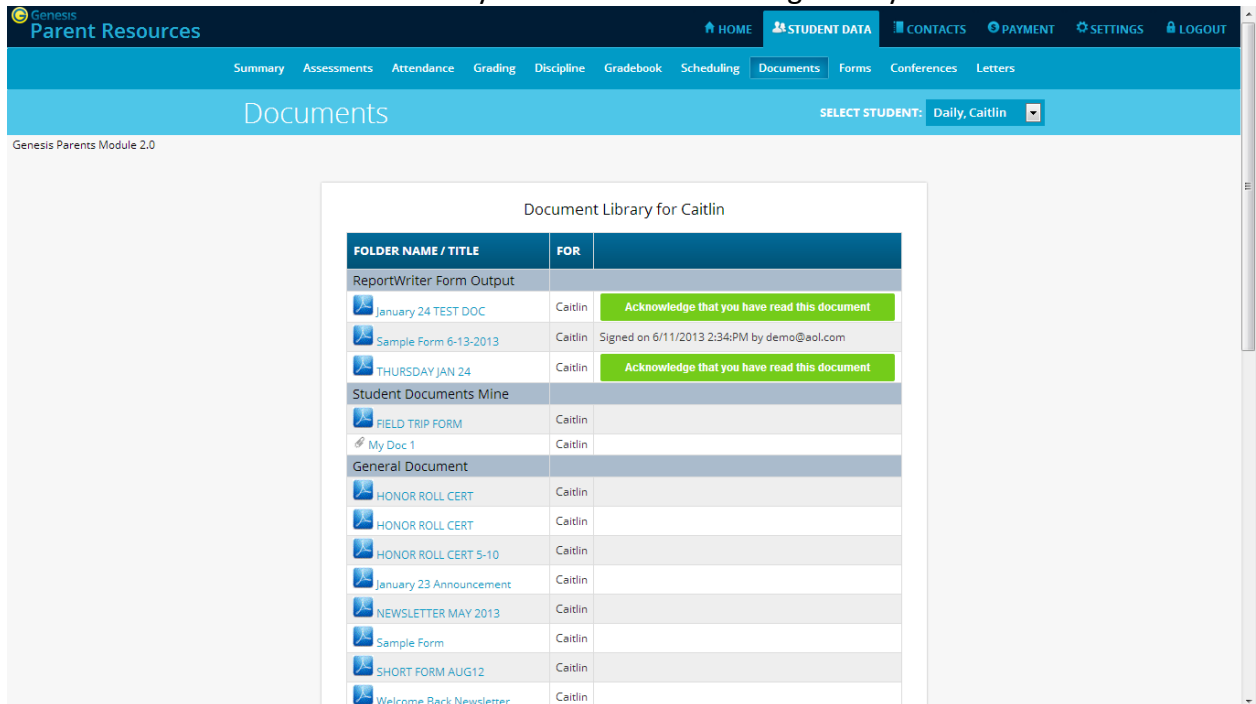 Genesis
Parent Resources
HOME STUDENT DATA CONTACTS PAYMENT SETTINGS LOGOUT
Summary Assessments Attendance Grading Discipline Gradebook Scheduling Documents Forms Conferences Letters
Documents SELECT STUDENT: Daily, Caitlin
Genesis Parents Module 2.0
Document Library for Caitlin
FOLDER NAME / TITLE FOR
ReportWriter Form Output
January 24 TEST DOC Caitlin Acknowledge that you have read this document
Sample Form 6-13-2013 Caitlin Signed on 6/11/2013 2:34:PM by demo@aol.com
THURSDAY JAN 24 Caitlin Acknowledge that you have read this document
Student Documents Mine
FIELD TRIP FORM Caitlin
My Doc 1 Caitlin
General Document
HONOR ROLL CERT Caitlin
HONOR ROLL CERT Caitlin
HONOR ROLL CERT 5-10 Caitlin
January 23 Announcement Caitlin
NEWSLETTER MAY 2013 Caitlin
Sample Form Caitlin
SHORT FORM AUG12 Caitlin
Welcome Back Newsletter Caitlin